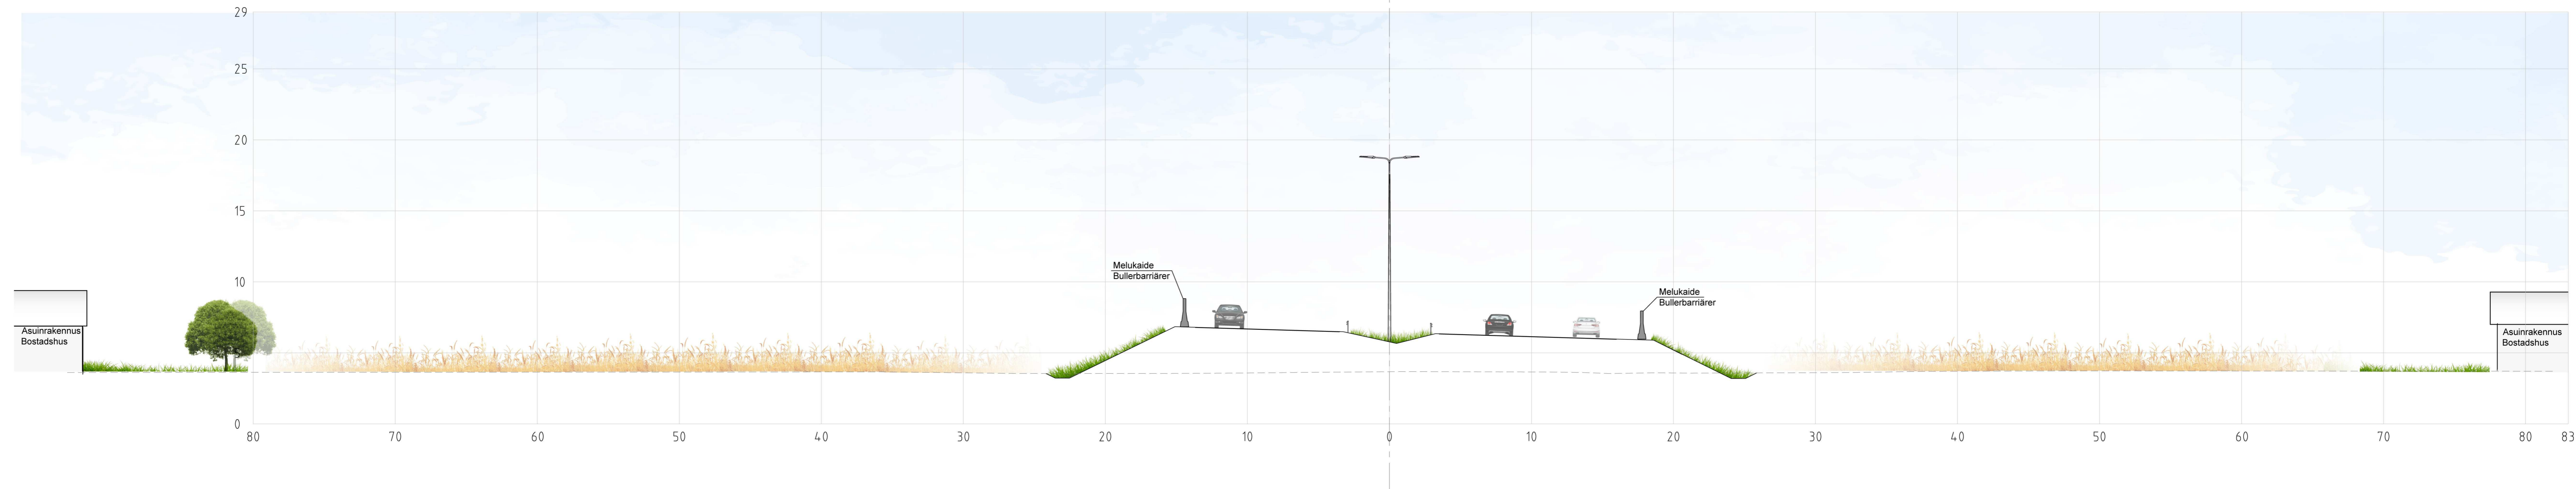 29
25
20
15
10
0
Melukaide
Bullerbarriärer
Melukaide
Bullerbarriärer
Asuinrakennus
Bostadshus
Asuinrakennus
Bostadshus
80 70 60 50 40 30 20 10 0 10 20 30 40 50 60 70 80 83